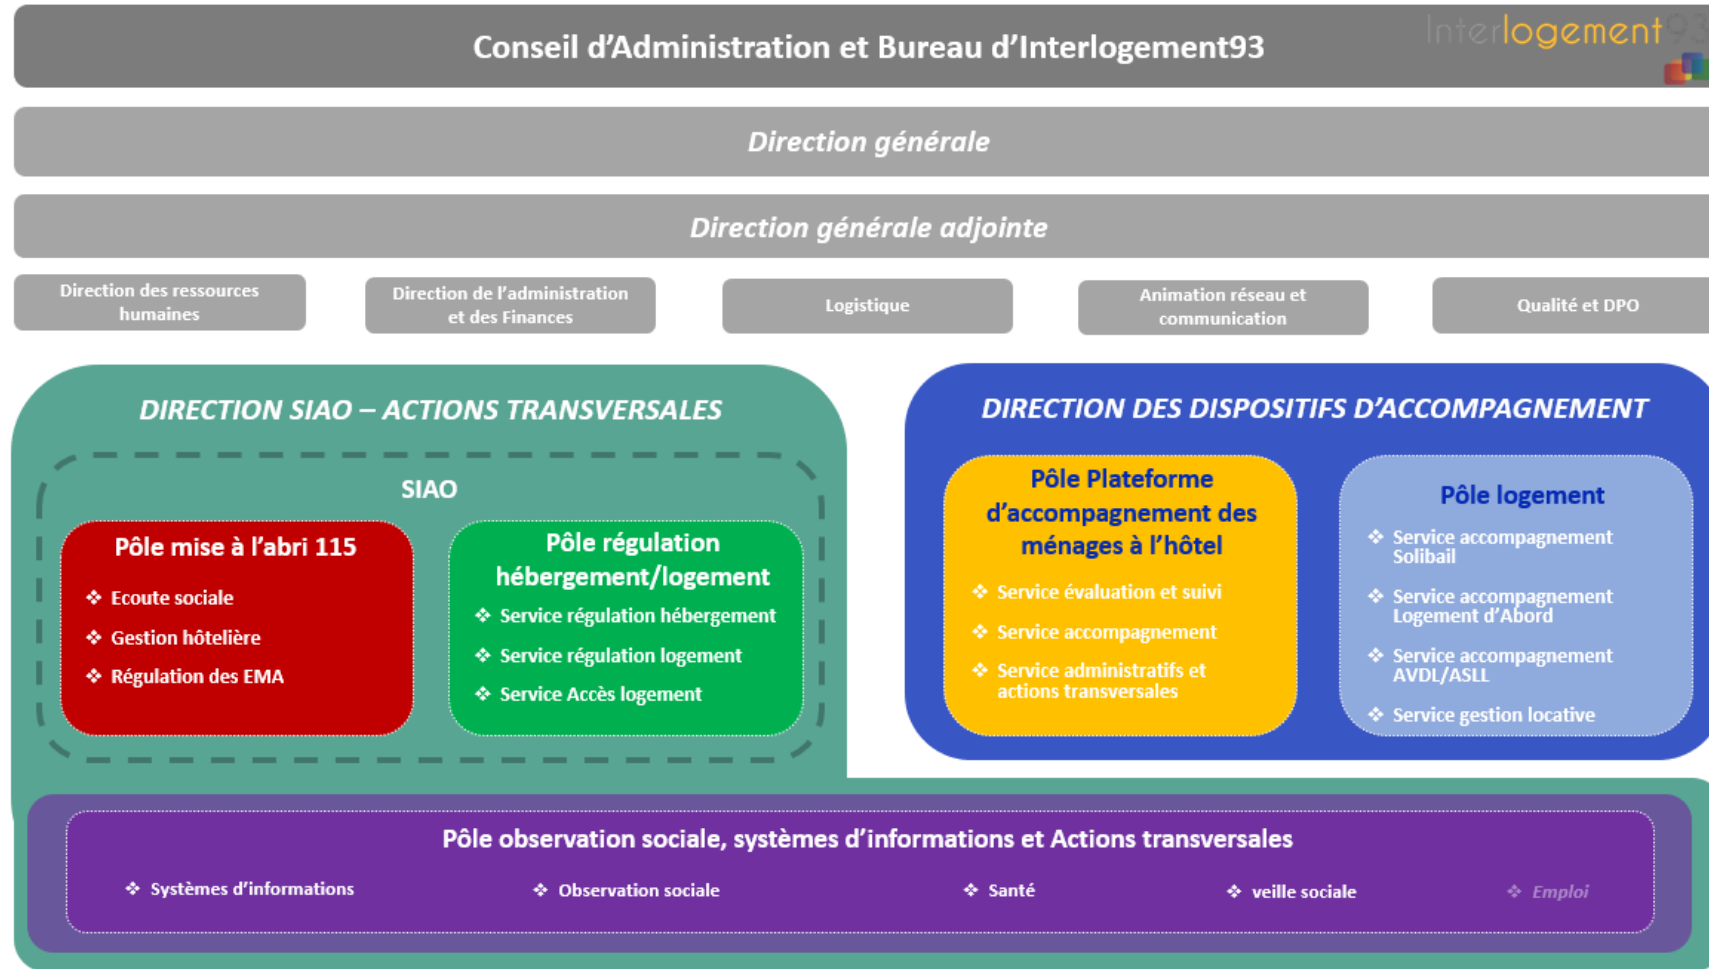 Conseil d'Administration et Bureau d'Interlogement93
Interlogement93
Direction générale
Direction générale adjointe
Direction des ressources
humaines
Direction de l'administration
et des Finances
Logistique
Animation réseau et
communication
Qualité et DPO
DIRECTION SIAO – ACTIONS TRANSVERSALES
SIAO
Pôle mise à l'abri 115
❖ Ecoute sociale
❖ Gestion hôtelière
❖ Régulation des EMA
Pôle régulation
hébergement/logement
❖ Service régulation hébergement
❖ Service régulation logement
❖ Service Accès logement
DIRECTION DES DISPOSITIFS D'ACCOMPAGNEMENT
Pôle Plateforme
d'accompagnement des
ménages à l'hôtel
❖ Service évaluation et suivi
❖ Service accompagnement
❖ Service administratifs et
actions transversales
Pôle logement
❖ Service accompagnement
Solibail
❖ Service accompagnement
Logement d'Abord
❖ Service accompagnement
AVDL/ASLL
❖ Service gestion locative
Pôle observation sociale, systèmes d'informations et Actions transversales
❖ Systèmes d'informations
❖ Observation sociale
❖ Santé
❖ veille sociale
❖ Emploi